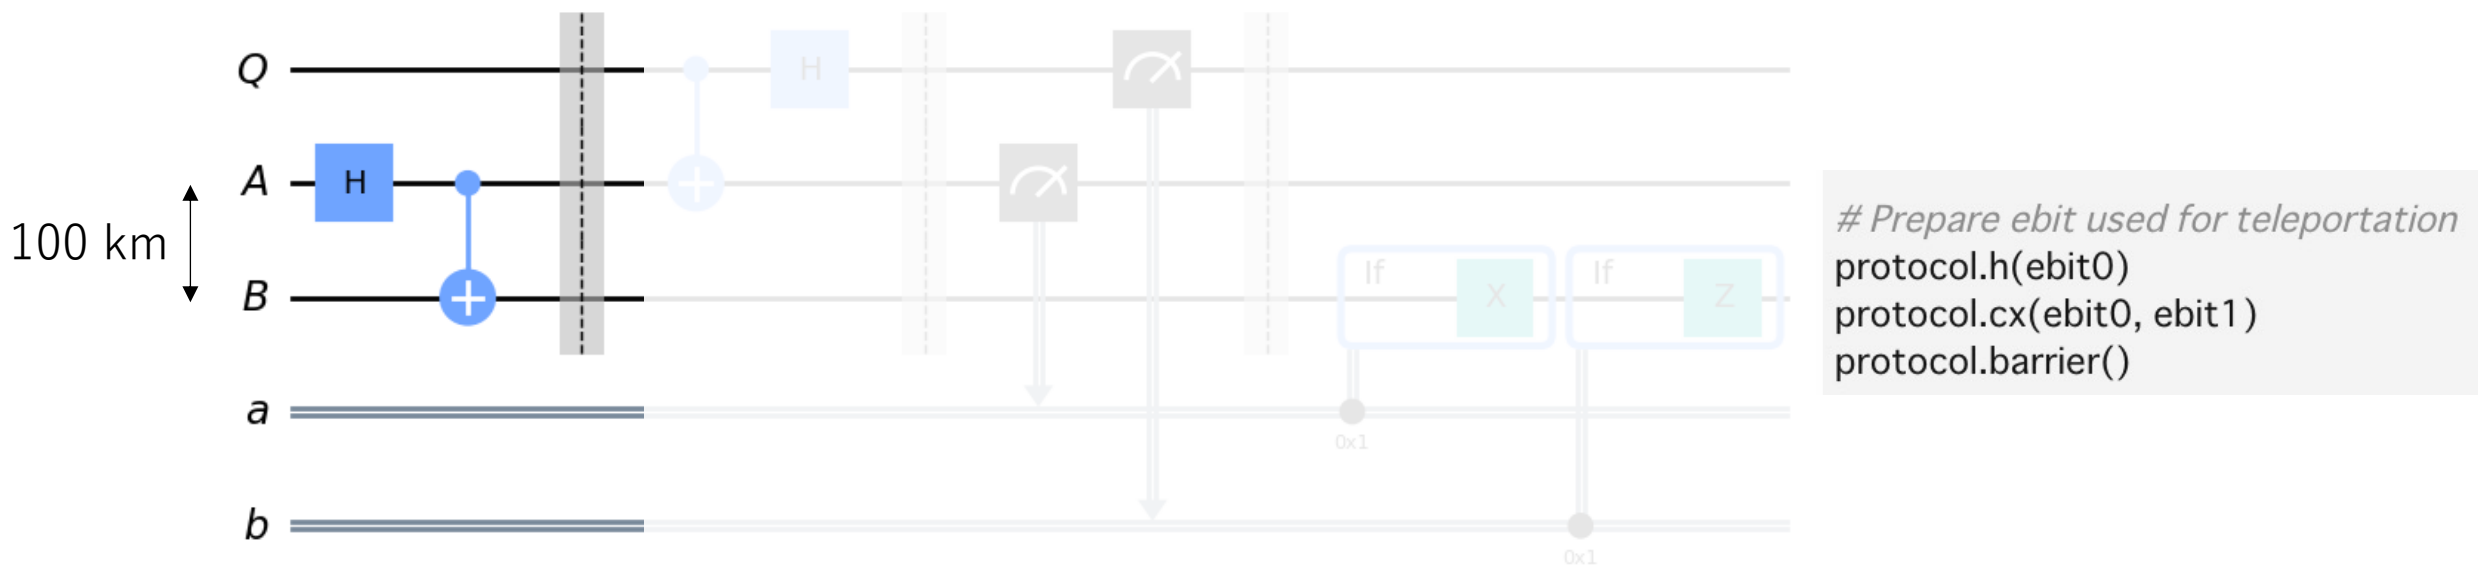 Q
H
A
H
100 km
B
If
X
If
Z
a
0x1
b
0x1
# Prepare ebit used for teleportation
protocol.h(ebit0)
protocol.cx(ebit0, ebit1)
protocol.barrier()